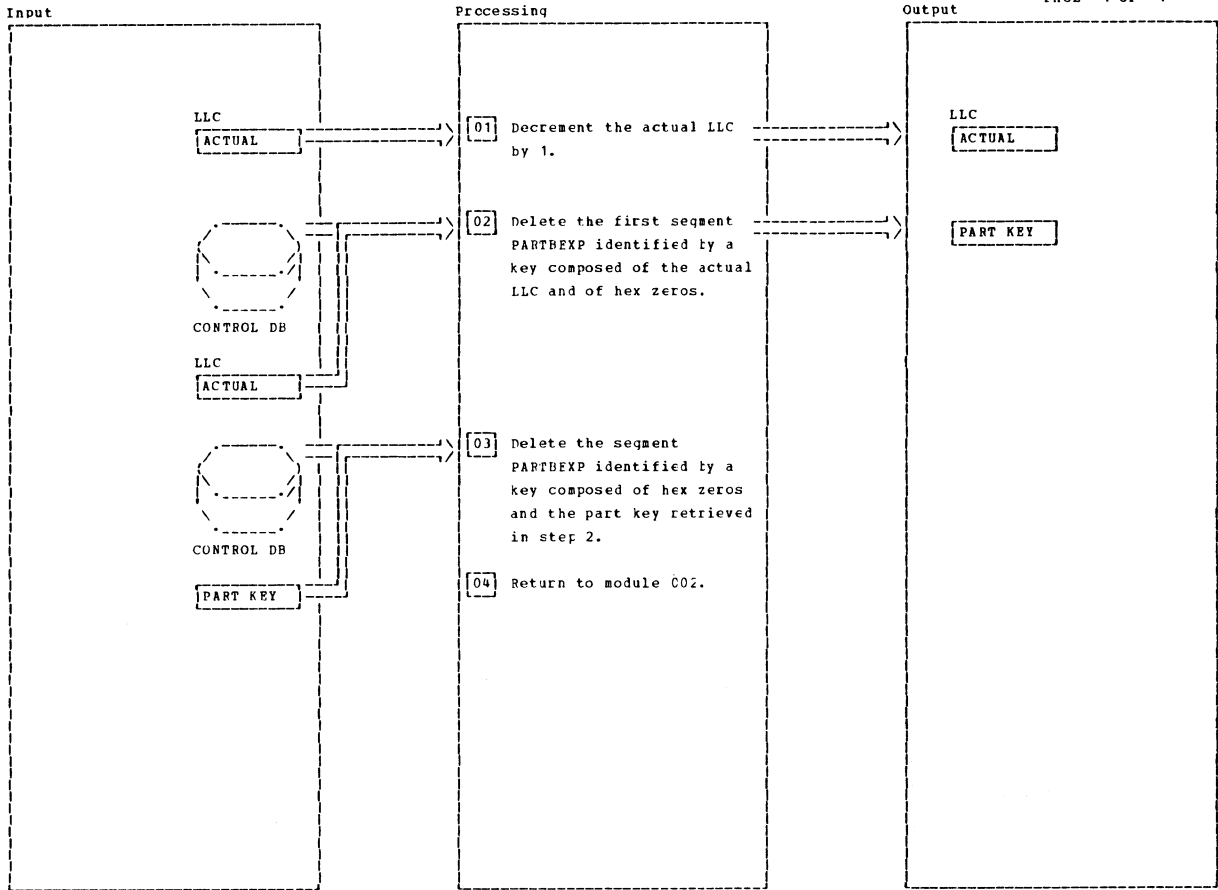 Input
Processing
Output
LLC
ACTUAL
01 Decrement the actual LLC
by 1.
LLC
ACTUAL
CONTROL DB
LLC
ACTUAL
02 Delete the first segment
PARTBEXP identified by a
key composed of the actual
LLC and of hex zeros.
PART KEY
CONTROL DB
PART KEY
03 Delete the segment
PARTBEXP identified by a
key composed of hex zeros
and the part key retrieved
in step 2.
04 Return to module C02.